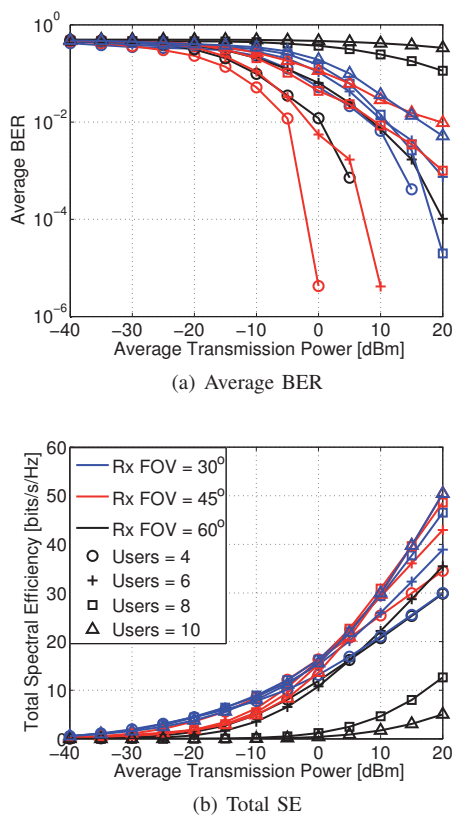 10^0
10^-2
10^-4
10^-6
Average BER
−40 −30 −20 −10 0 10 20
Average Transmission Power [dBm]
(a) Average BER
60
50
40
30
20
10
0
Total Spectral Efficiency [bits/s/Hz]
Rx FOV = 30°
Rx FOV = 45°
Rx FOV = 60°
Users = 4
Users = 6
Users = 8
Users = 10
−40 −30 −20 −10 0 10 20
Average Transmission Power [dBm]
(b) Total SE